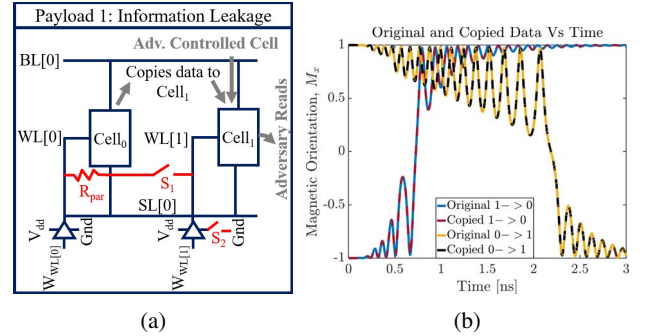 Payload 1: Information Leakage
Adv. Controlled Cell
BL[0]
Copies data to
Cell1
WL[0]
Cell0
WL[1]
Cell1
Adversary Reads
Rpar
S1
SL[0]
Vdd
Gnd
Vdd
S2
Gnd
WWL[0]
WWL[1]
(a)
Original and Copied Data Vs Time
Magnetic Orientation, Mx
1
0.5
0
-0.5
-1
Original 1−>0
Copied 1−>0
Original 0−>1
Copied 0−>1
0 0.5 1 1.5 2 2.5 3
Time [ns]
(b)